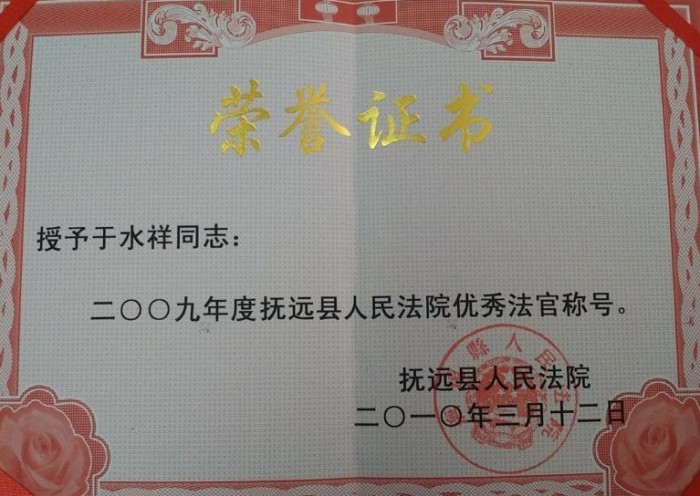 荣誉证书
授予于水祥同志：
二〇〇九年度抚远县人民法院优秀法官称号。
抚远县人民法院
二〇一〇年三月十二日